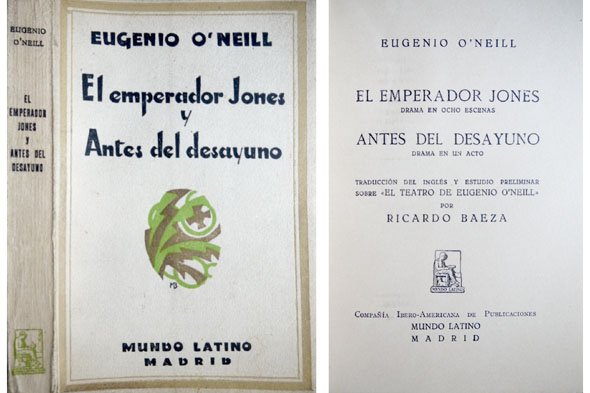 EUGENIO
O'NEILL
EL
EMPERADOR
JONES
Y
ANTES DEL
DESAYUNO
EUGENIO O'NEILL
El emperador Jones
y
Antes del desayuno
MB
MUNDO LATINO
MADRID
EUGENIO O'NEILL
EL EMPERADOR JONES
DRAMA EN OCHO ESCENAS
ANTES DEL DESAYUNO
DRAMA EN UN ACTO
TRADUCCIÓN DEL INGLÉS Y ESTUDIO PRELIMINAR
SOBRE «EL TEATRO DE EUGENIO O'NEILL»
POR
RICARDO BAEZA
MUNDO LATINO
Compañía Ibero-Americana de Publicaciones
MUNDO LATINO
MADRID